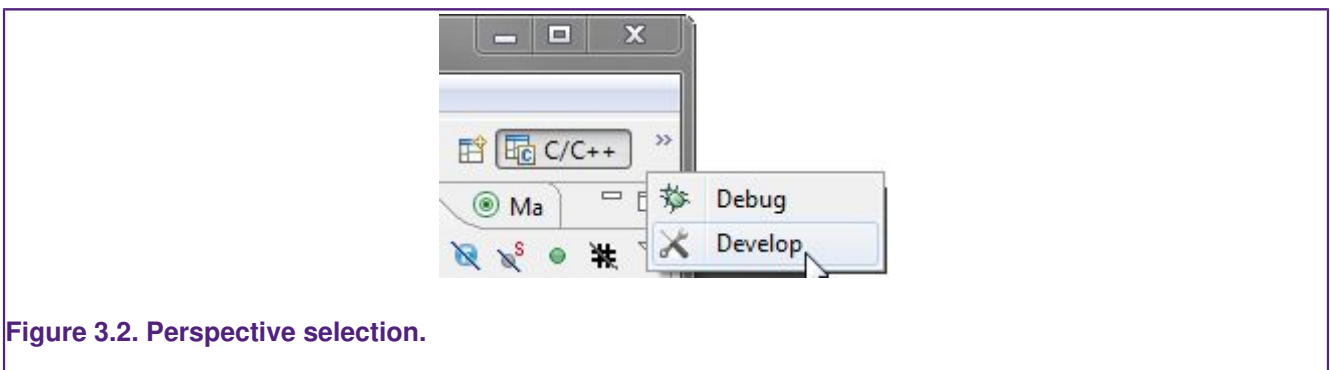 C/C++ »
Debug
Ma
Develop
S
Figure 3.2. Perspective selection.